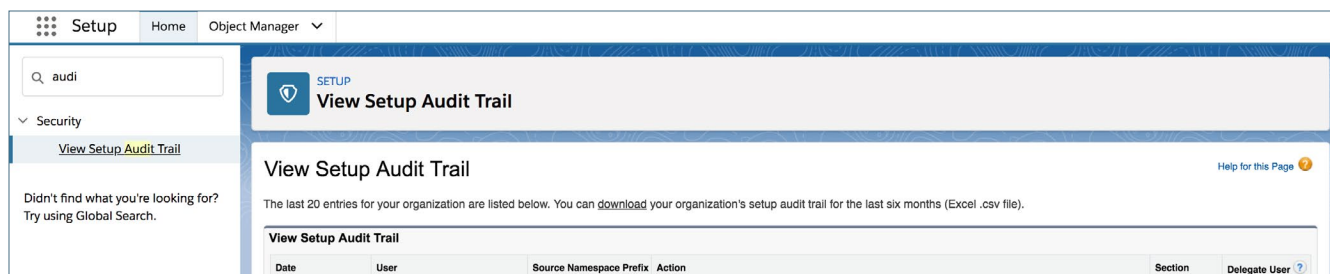 Setup Home Object Manager
audi
Security
View Setup Audit Trail
Didn't find what you're looking for?
Try using Global Search.
SETUP
View Setup Audit Trail
View Setup Audit Trail
Help for this Page ?
The last 20 entries for your organization are listed below. You can download your organization's setup audit trail for the last six months (Excel .csv file).
View Setup Audit Trail
Date User Source Namespace Prefix Action Section Delegate User ?